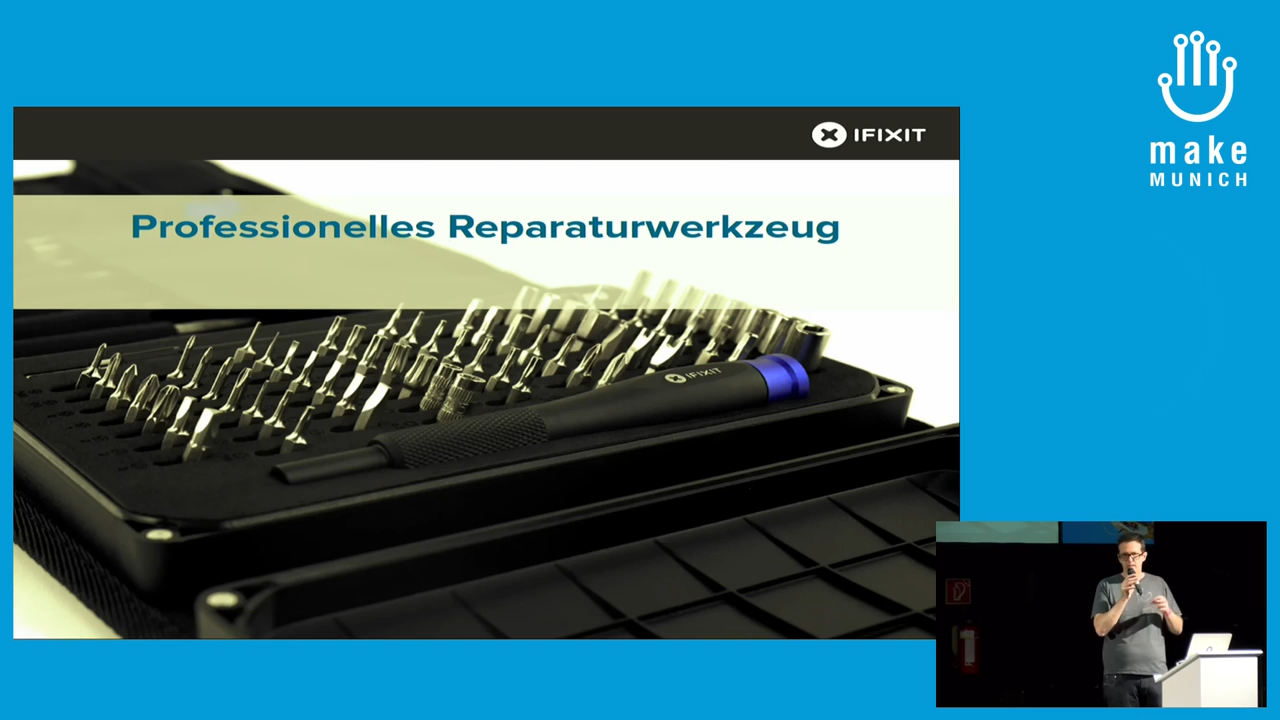 IFIXIT
make
MUNICH
Professionelles Reparaturwerkzeug
IFIXIT